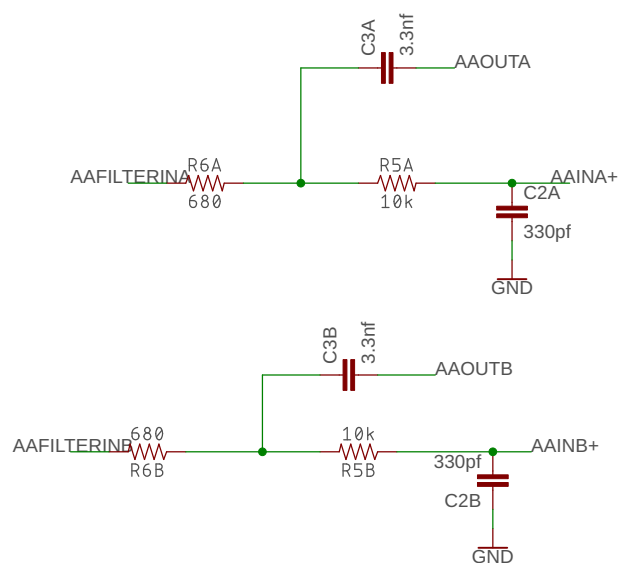 C3A
3.3nf
AAOUTA
AAFILTERINA
R6A
680
R5A
10k
AAINA+
C2A
330pf
GND
C3B
3.3nf
AAOUTB
AAFILTERINB
680
R6B
10k
R5B
AAINB+
330pf
C2B
GND